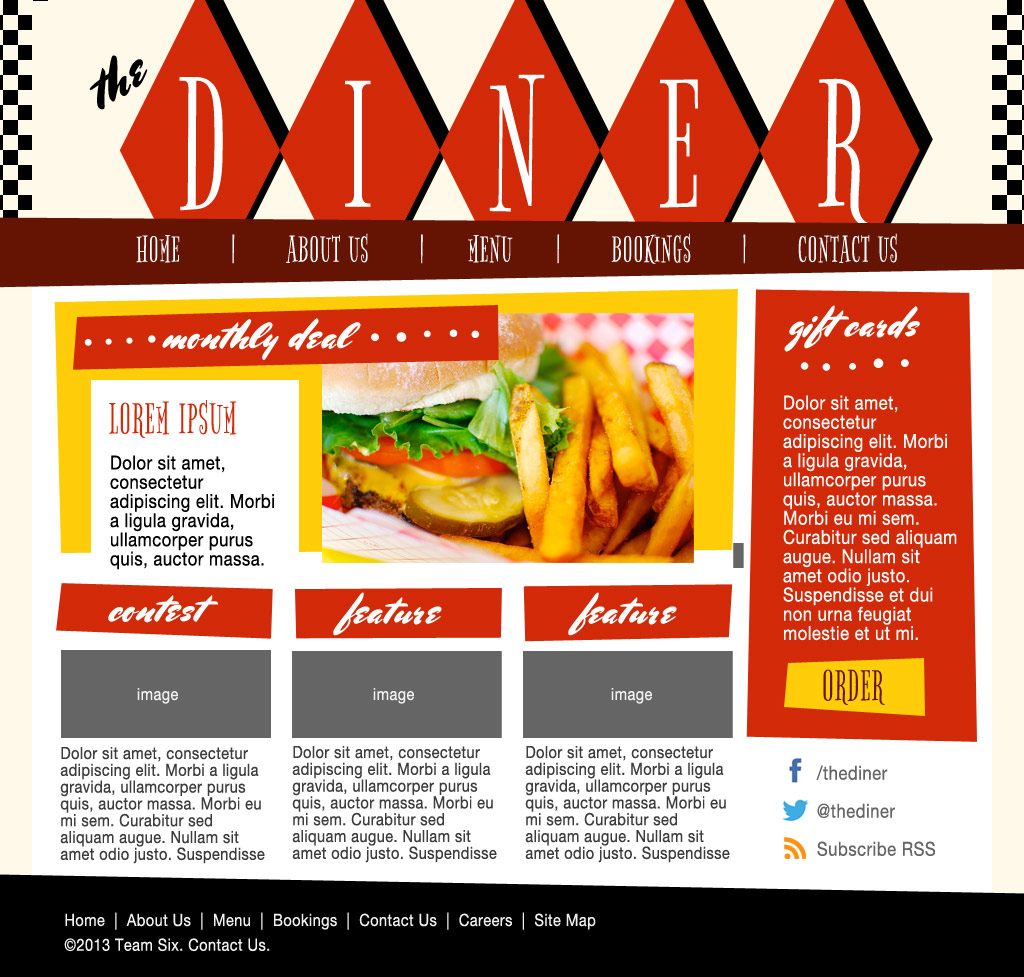 the
DINER
HOME | ABOUT US | MENU | BOOKINGS | CONTACT US
monthly deal
LOREM IPSUM
Dolor sit amet,
consectetur
adipiscing elit. Morbi
a ligula gravida,
ullamcorper purus
quis, auctor massa.
gift cards
Dolor sit amet,
consectetur
adipiscing elit. Morbi
a ligula gravida,
ullamcorper purus
quis, auctor massa.
Morbi eu mi sem.
Curabitur sed aliquam
augue. Nullam sit
amet odio justo.
Suspendisse et dui
non urna feugiat
molestie et ut mi.
ORDER
contest
image
Dolor sit amet, consectetur
adipiscing elit. Morbi a ligula
gravida, ullamcorper purus
quis, auctor massa. Morbi eu
mi sem. Curabitur sed
aliquam augue. Nullam sit
amet odio justo. Suspendisse
feature
image
Dolor sit amet, consectetur
adipiscing elit. Morbi a ligula
gravida, ullamcorper purus
quis, auctor massa. Morbi eu
mi sem. Curabitur sed
aliquam augue. Nullam sit
amet odio justo. Suspendisse
feature
image
Dolor sit amet, consectetur
adipiscing elit. Morbi a ligula
gravida, ullamcorper purus
quis, auctor massa. Morbi eu
mi sem. Curabitur sed
aliquam augue. Nullam sit
amet odio justo. Suspendisse
/thediner
@thediner
Subscribe RSS
Home | About Us | Menu | Bookings | Contact Us | Careers | Site Map
©2013 Team Six. Contact Us.